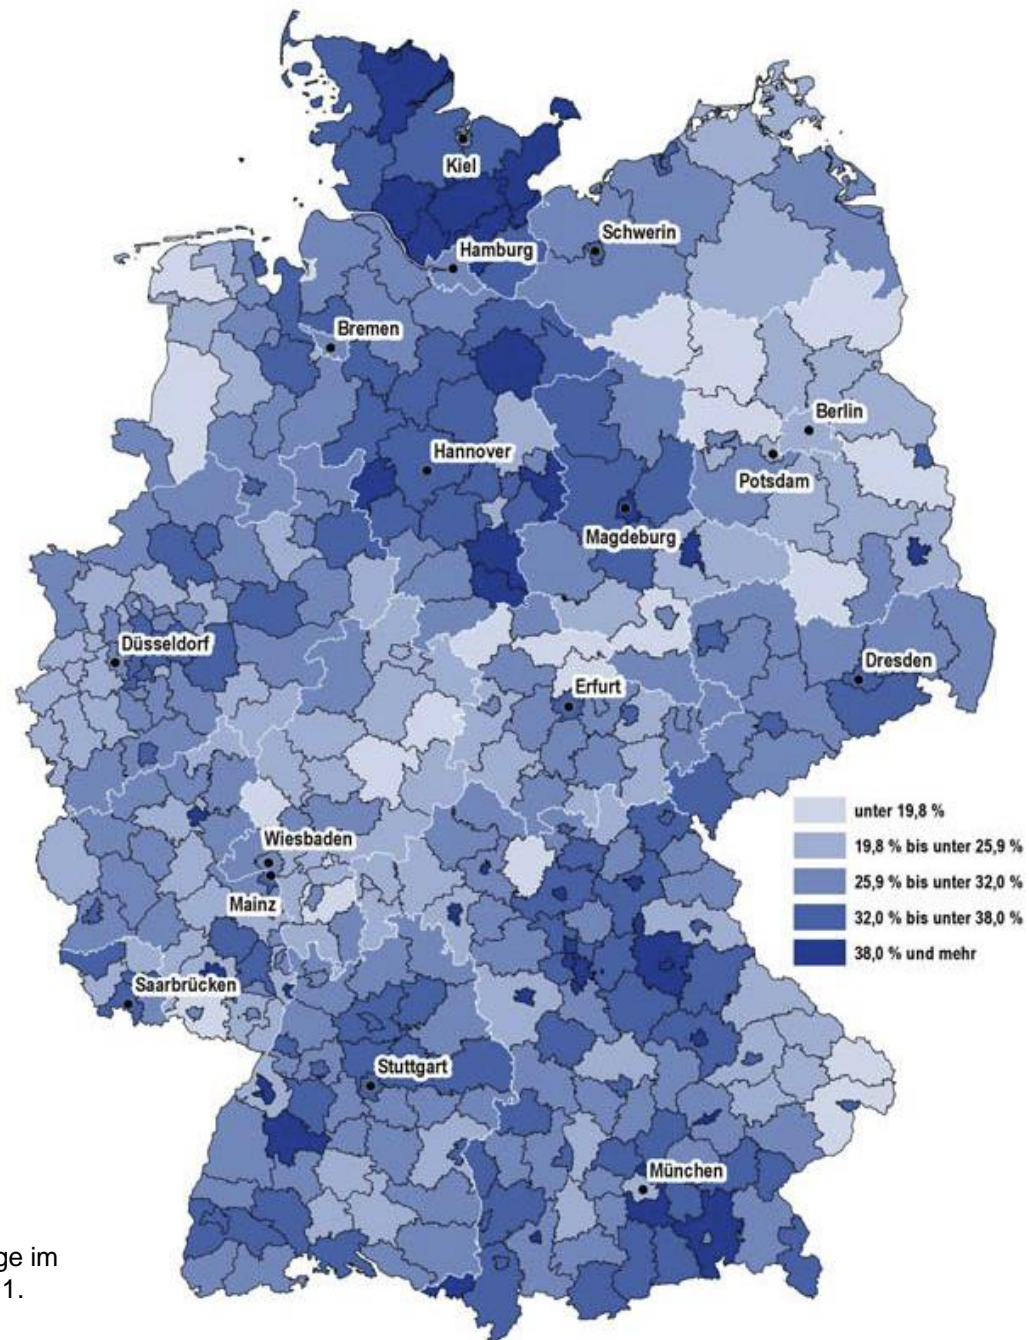 Kiel
Schwerin
Hamburg
Bremen
Berlin
Hannover
Potsdam
Magdeburg
Düsseldorf
Dresden
Erfurt
unter 19,8 %
Wiesbaden
19,8 % bis unter 25,9 %
25,9 % bis unter 32,0 %
Mainz
32,0 % bis unter 38,0 %
38,0 % und mehr
Saarbrücken
Stuttgart
München
ge im
1.